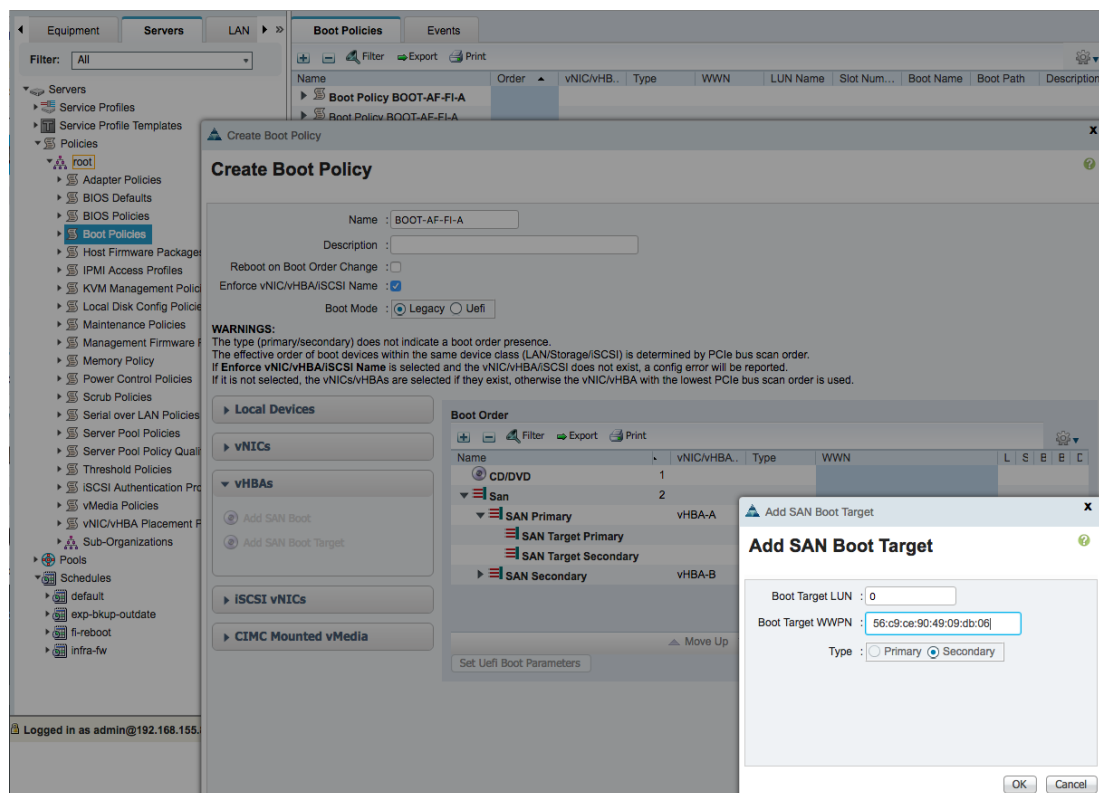 Equipment Servers LAN »
Filter: All
Servers
Service Profiles
Service Profile Templates
Policies
root
Adapter Policies
BIOS Defaults
BIOS Policies
Boot Policies
Host Firmware Package
IPMI Access Profiles
KVM Management Polic
Local Disk Config Policie
Maintenance Policies
Management Firmware F
Memory Policy
Power Control Policies
Scrub Policies
Serial over LAN Policies
Server Pool Policies
Server Pool Policy Quali
Threshold Policies
iSCSI Authentication Pro
vMedia Policies
vNIC/vHBA Placement P
Sub-Organizations
Pools
Schedules
default
exp-bkup-outdate
fi-reboot
infra-fw
Logged in as admin@192.168.155.
Boot Policies Events
Filter Export Print
Name Order vNIC/vHB.. Type WWN LUN Name Slot Num... Boot Name Boot Path Description
Boot Policy BOOT-AF-FI-A
Boot Policy BOOT-AF-FI-A
Create Boot Policy x
Create Boot Policy ?
Name : BOOT-AF-FI-A
Description :
Reboot on Boot Order Change :
Enforce vNIC/vHBA/iSCSI Name :
Boot Mode : Legacy Uefi
WARNINGS:
The type (primary/secondary) does not indicate a boot order presence.
The effective order of boot devices within the same device class (LAN/Storage/iSCSI) is determined by PCIe bus scan order.
If Enforce vNIC/vHBA/iSCSI Name is selected and the vNIC/vHBA/iSCSI does not exist, a config error will be reported.
If it is not selected, the vNICs/vHBAs are selected if they exist, otherwise the vNIC/vHBA with the lowest PCIe bus scan order is used.
Local Devices
vNICs
vHBAs
Add SAN Boot
Add SAN Boot Target
iSCSI vNICs
CIMC Mounted vMedia
Boot Order
Filter Export Print
Name vNIC/vHBA.. Type WWN L S B B D
CD/DVD 1
San 2
SAN Primary vHBA-A
SAN Target Primary
SAN Target Secondary
SAN Secondary vHBA-B
Move Up
Set Uefi Boot Parameters
Add SAN Boot Target x
Add SAN Boot Target ?
Boot Target LUN : 0
Boot Target WWPN : 56:c9:ce:90:49:09:db:06
Type : Primary Secondary
OK Cancel